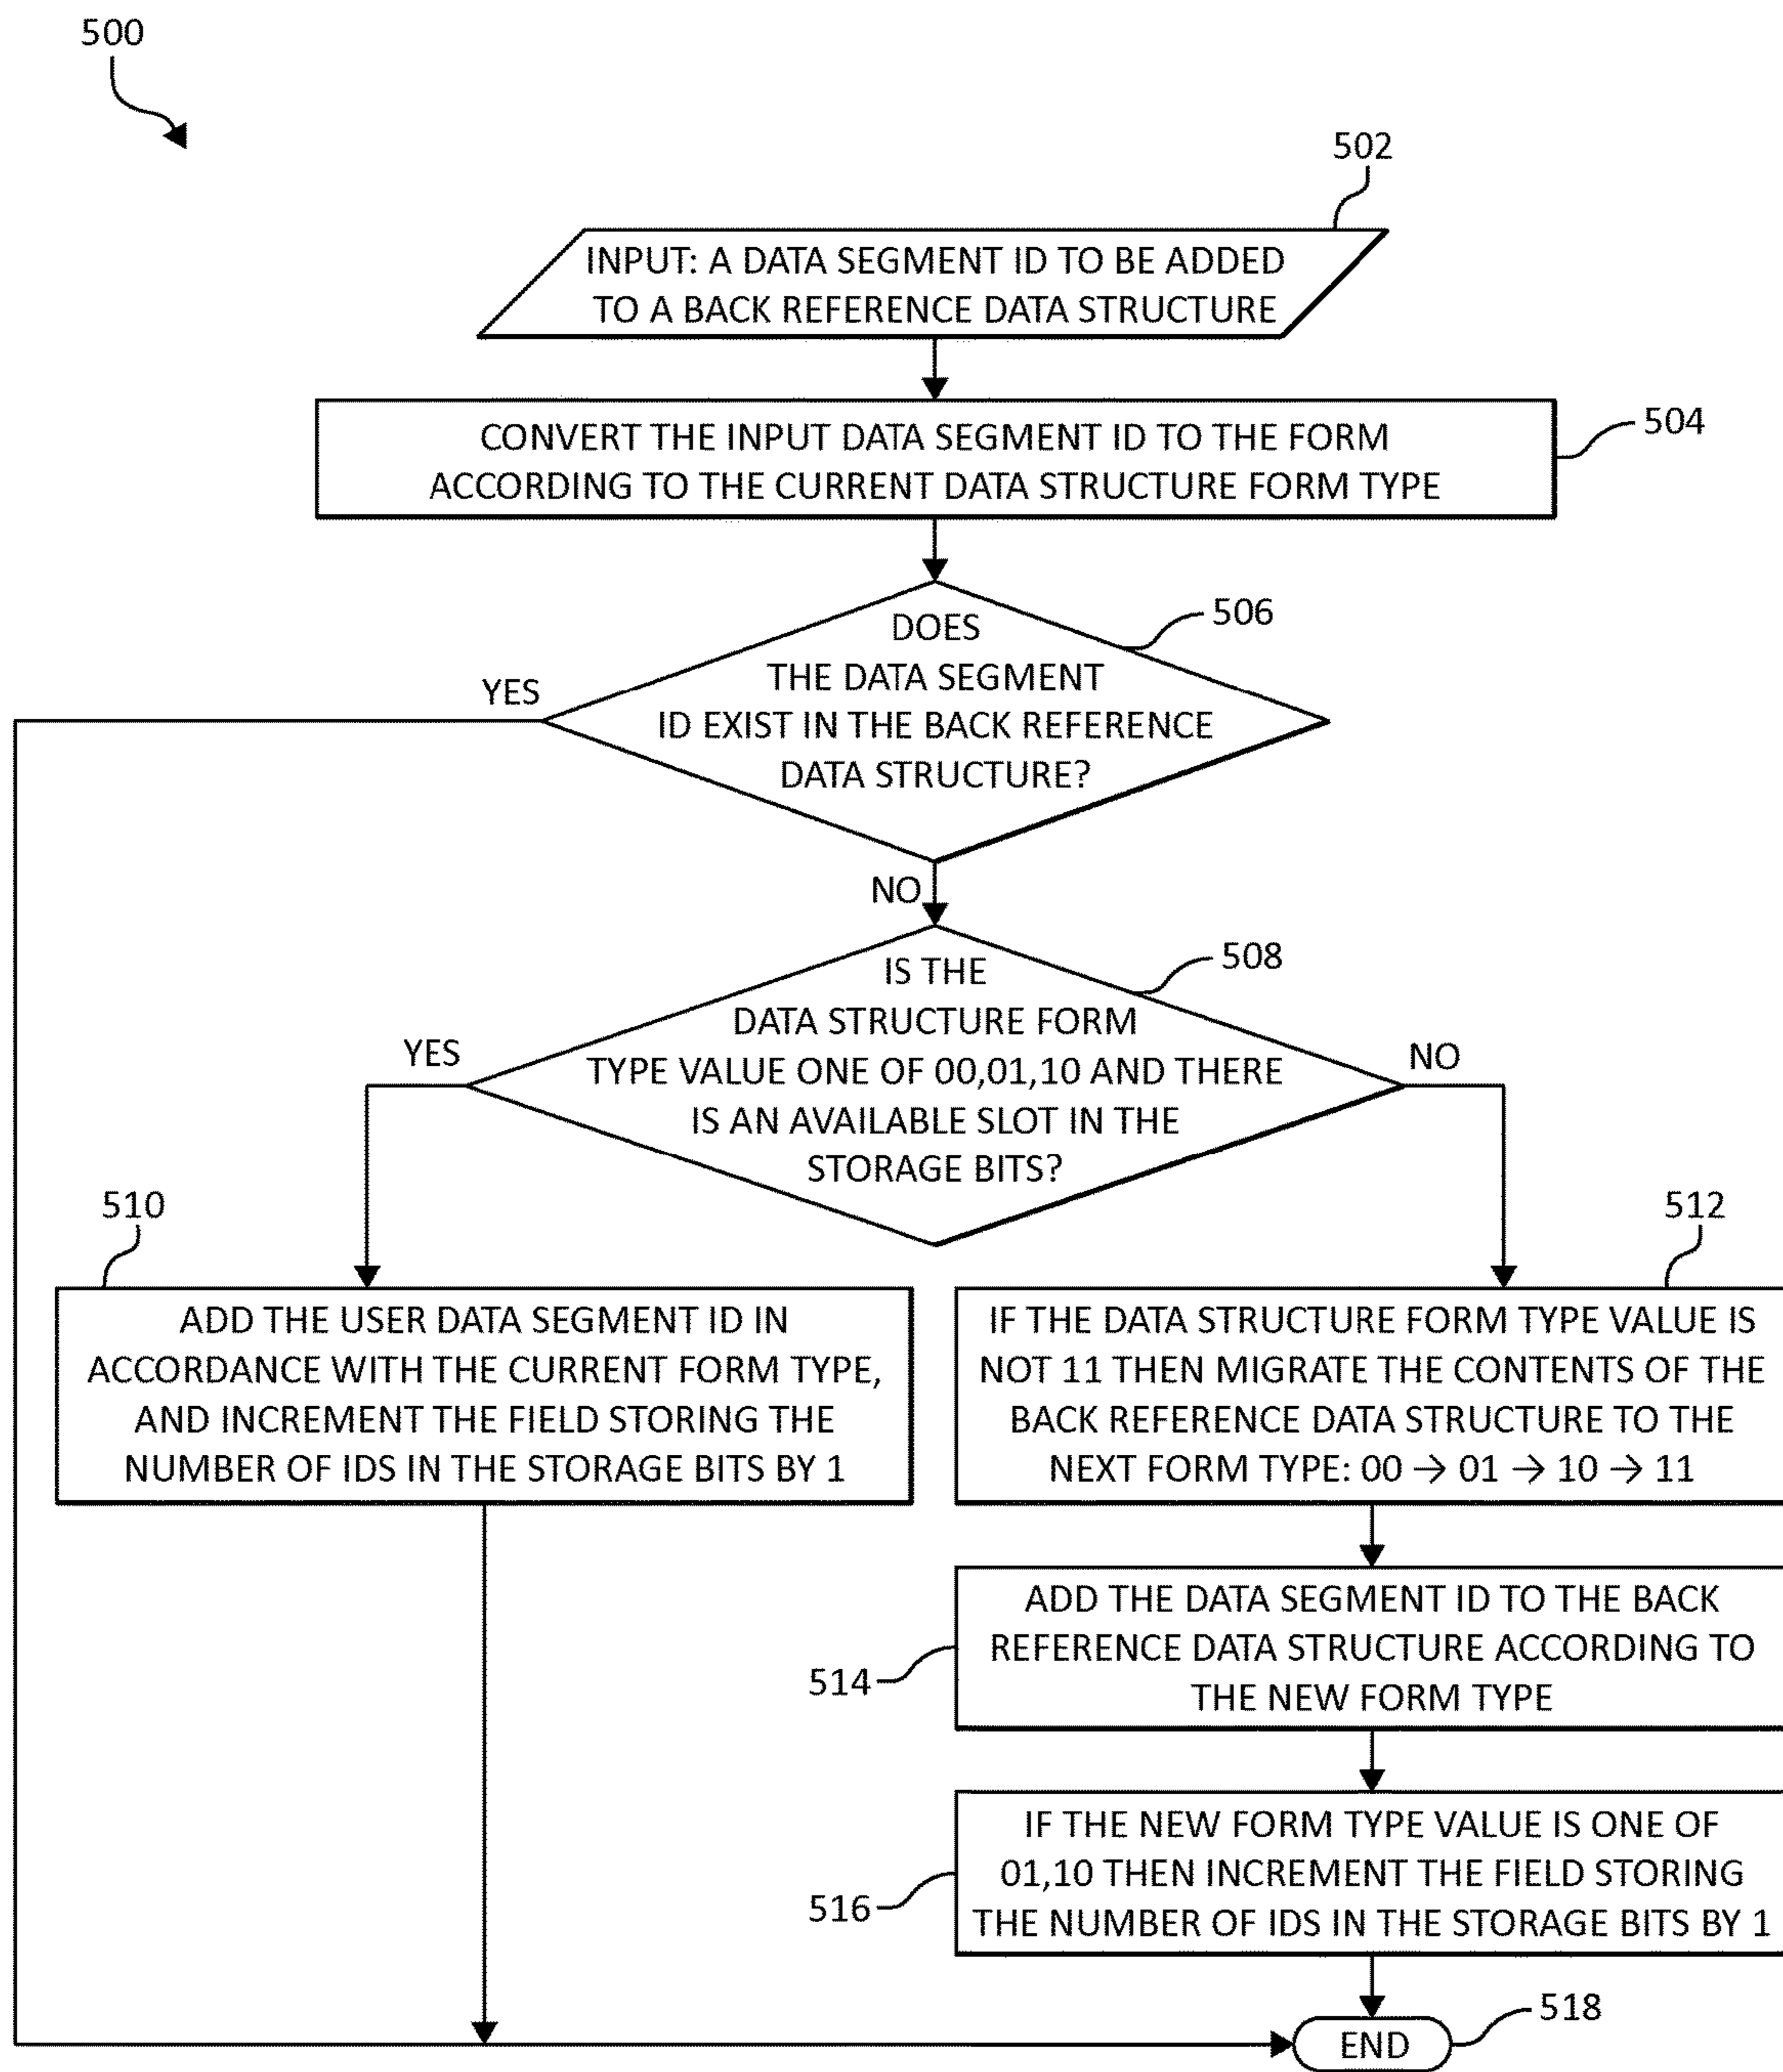 500
502
INPUT: A DATA SEGMENT ID TO BE ADDED
TO A BACK REFERENCE DATA STRUCTURE
504
CONVERT THE INPUT DATA SEGMENT ID TO THE FORM
ACCORDING TO THE CURRENT DATA STRUCTURE FORM TYPE
506
DOES
THE DATA SEGMENT
ID EXIST IN THE BACK REFERENCE
DATA STRUCTURE?
YES
NO
508
IS THE
DATA STRUCTURE FORM
TYPE VALUE ONE OF 00,01,10 AND THERE
IS AN AVAILABLE SLOT IN THE
STORAGE BITS?
YES
NO
510
ADD THE USER DATA SEGMENT ID IN
ACCORDANCE WITH THE CURRENT FORM TYPE,
AND INCREMENT THE FIELD STORING THE
NUMBER OF IDS IN THE STORAGE BITS BY 1
512
IF THE DATA STRUCTURE FORM TYPE VALUE IS
NOT 11 THEN MIGRATE THE CONTENTS OF THE
BACK REFERENCE DATA STRUCTURE TO THE
NEXT FORM TYPE: 00 → 01 → 10 → 11
514
ADD THE DATA SEGMENT ID TO THE BACK
REFERENCE DATA STRUCTURE ACCORDING TO
THE NEW FORM TYPE
516
IF THE NEW FORM TYPE VALUE IS ONE OF
01,10 THEN INCREMENT THE FIELD STORING
THE NUMBER OF IDS IN THE STORAGE BITS BY 1
518
END